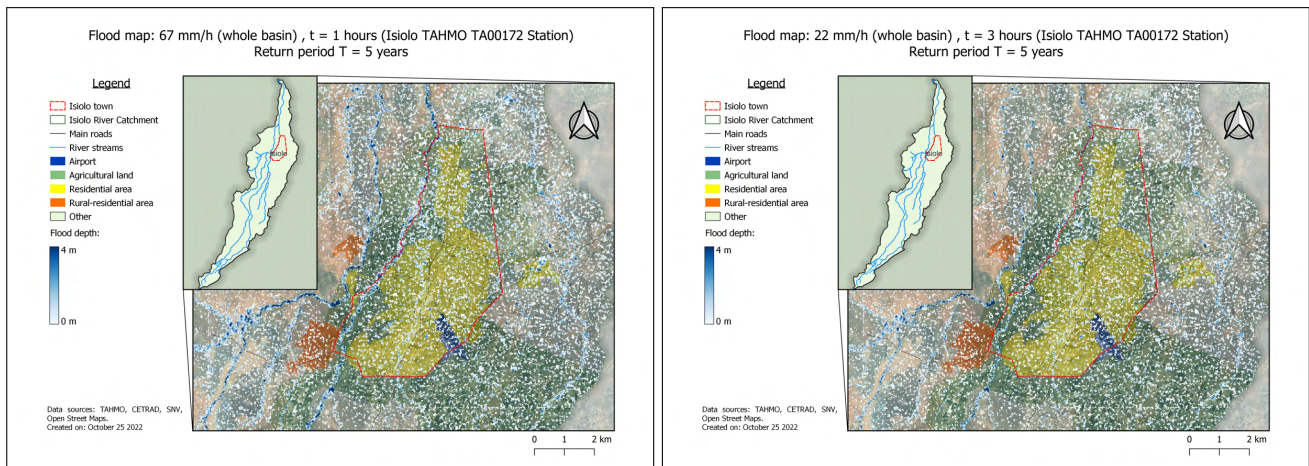 Flood map: 67 mm/h (whole basin) , t = 1 hours (Isiolo TAHMO TA00172 Station)
Return period T = 5 years
Legend
Isiolo town
Isiolo River Catchment
Main roads
River streams
Airport
Agricultural land
Residential area
Rural-residential area
Other
Flood depth:
4 m
0 m
Isiolo
Data sources: TAHMO, CETRAD, SNV,
Open Street Maps.
Created on: October 25 2022
0 1 2 km
Flood map: 22 mm/h (whole basin) , t = 3 hours (Isiolo TAHMO TA00172 Station)
Return period T = 5 years
Legend
Isiolo town
Isiolo River Catchment
Main roads
River streams
Airport
Agricultural land
Residential area
Rural-residential area
Other
Flood depth:
4 m
0 m
Isiolo
Data sources: TAHMO, CETRAD, SNV,
Open Street Maps.
Created on: October 25 2022
0 1 2 km